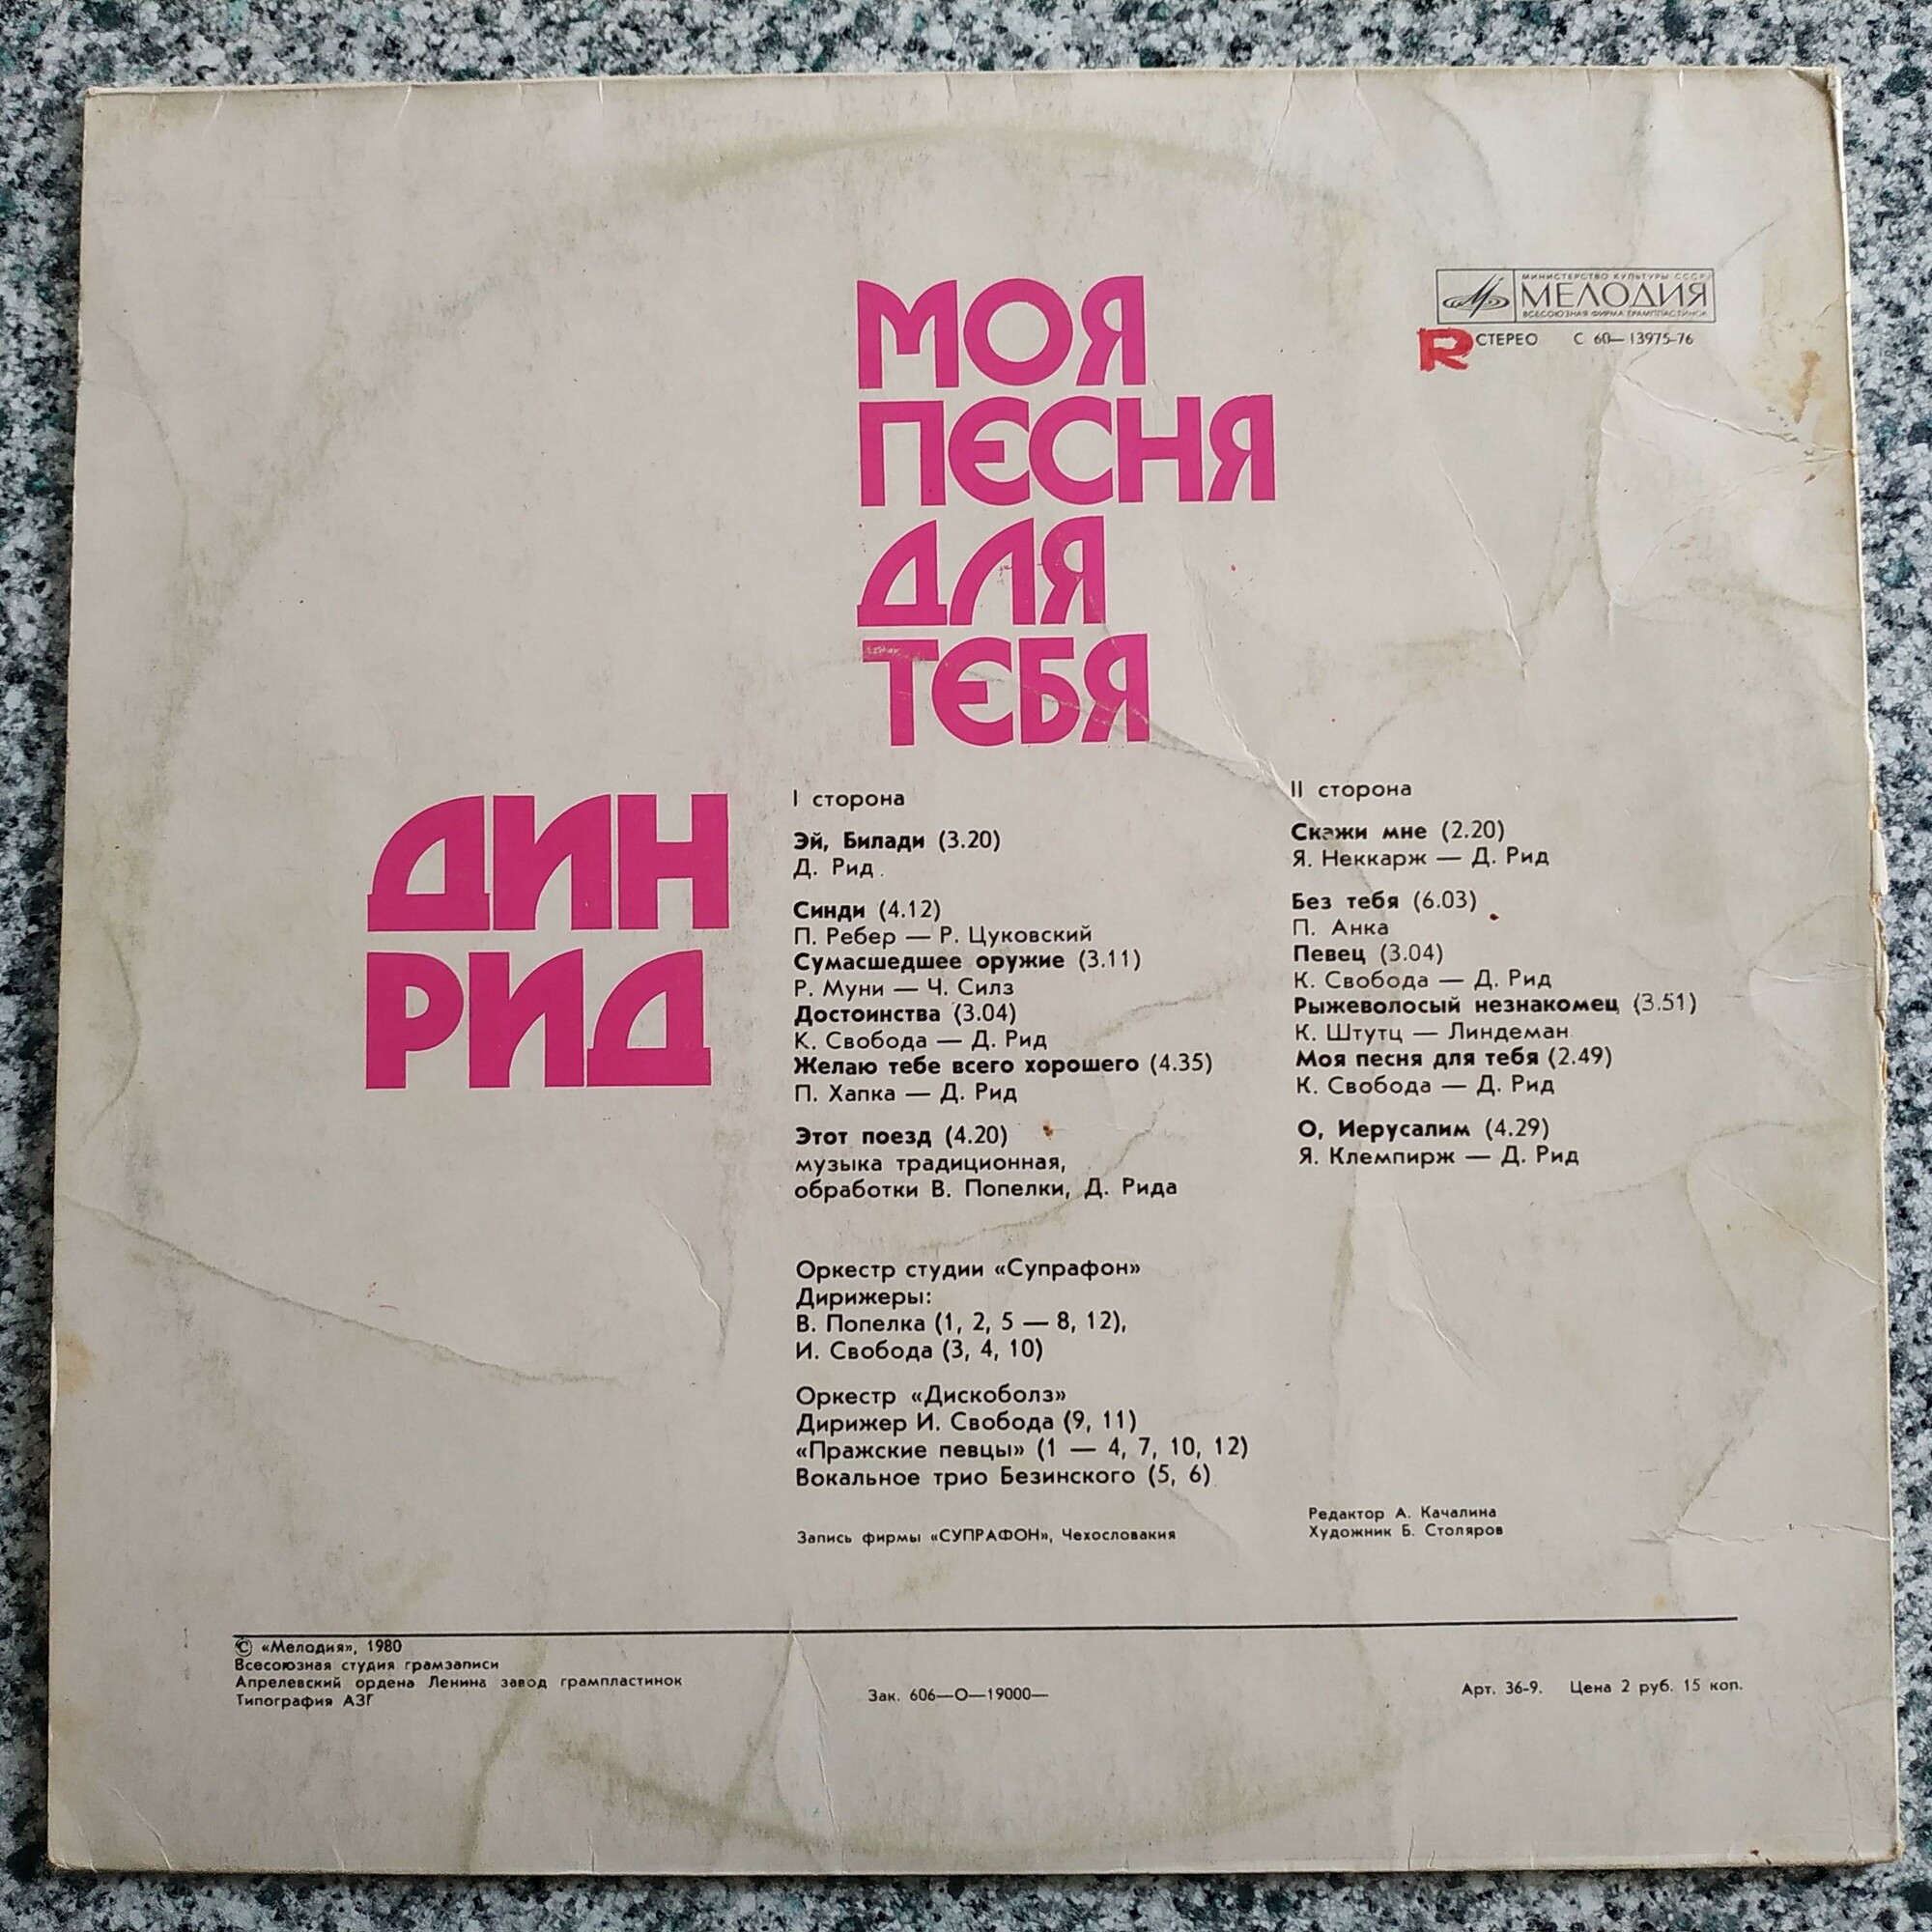 МОЯ
ПЕСНЯ
ДЛЯ
ТЕБЯ
МИНИСТЕРСТВО КУЛЬТУРЫ СССР
МЕЛОДИЯ
ВСЕСОЮЗНАЯ ФИРМА ГРАМПЛАСТИНОК
R
СТЕРЕО С 60—13975-76
ДИН
РИД
I сторона
Эй, Билади (3.20)
Д. Рид.
Синди (4.12)
П. Ребер — Р. Цуковский
Сумасшедшее оружие (3.11)
Р. Муни — Ч. Силз
Достоинства (3.04)
К. Свобода — Д. Рид
Желаю тебе всего хорошего (4.35)
П. Хапка — Д. Рид
Этот поезд (4.20)
музыка традиционная,
обработки В. Попелки, Д. Рида
II сторона
Скажи мне (2.20)
Я. Неккарж — Д. Рид
Без тебя (6.03)
П. Анка
Певец (3.04)
К. Свобода — Д. Рид
Рыжеволосый незнакомец (3.51)
К. Штутц — Линдеман
Моя песня для тебя (2.49)
К. Свобода — Д. Рид
О, Иерусалим (4.29)
Я. Клемпирж — Д. Рид
Оркестр студии «Супрафон»
Дирижеры:
В. Попелка (1, 2, 5 — 8, 12),
И. Свобода (3, 4, 10)
Оркестр «Дискоболз»
Дирижер И. Свобода (9, 11)
«Пражские певцы» (1 — 4, 7, 10, 12)
Вокальное трио Безинского (5, 6)
Запись фирмы «СУПРАФОН», Чехословакия
Редактор А. Качалина
Художник Б. Столяров
© «Мелодия», 1980
Всесоюзная студия грамзаписи
Апрелевский ордена Ленина завод грампластинок
Типография АЗГ
Зак. 606—О—19000—
Арт. 36-9. Цена 2 руб. 15 коп.